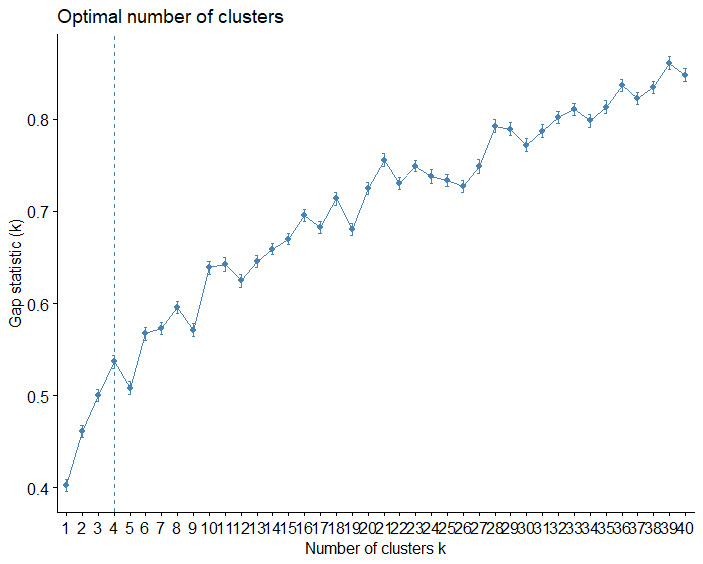 Optimal number of clusters
Gap statistic (k)
0.8
0.7
0.6
0.5
0.4
1 2 3 4 5 6 7 8 9 10 11 12 13 14 15 16 17 18 19 20 21 22 23 24 25 26 27 28 29 30 31 32 33 34 35 36 37 38 39 40
Number of clusters k